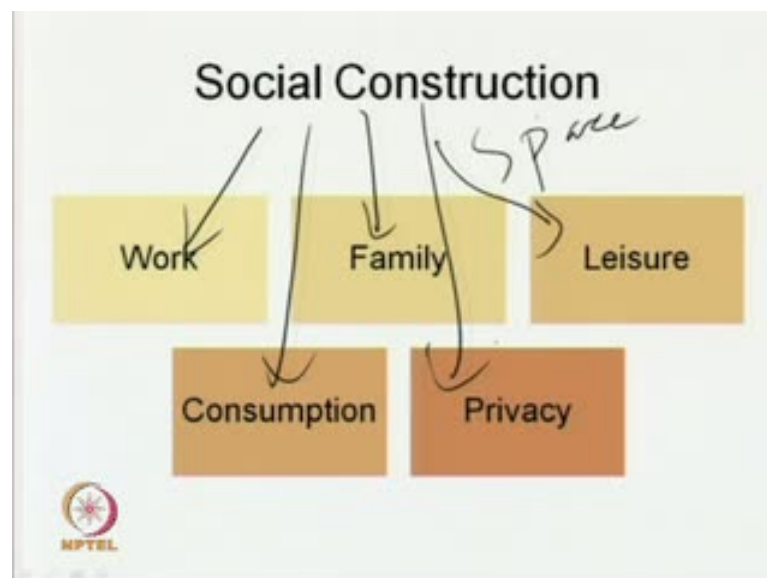 Social Construction
space
Work
Family
Leisure
Consumption
Privacy
NPTEL